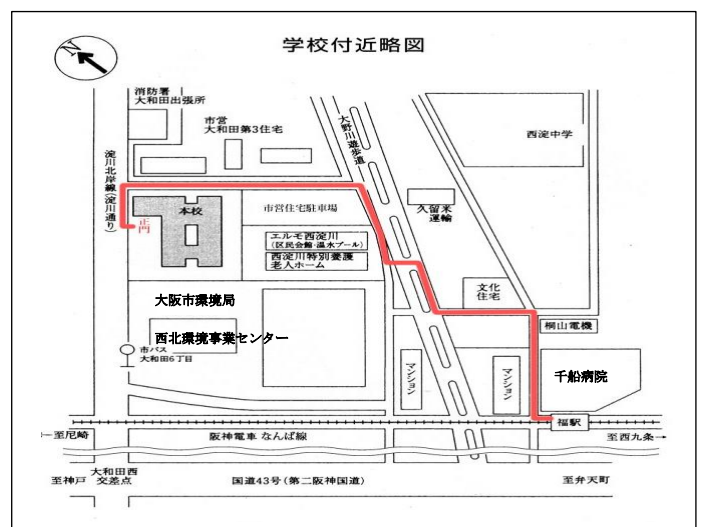 学校付近略図
N
消防署
大和田出張所
市営
大和田第3住宅
大野川遊歩道
西淀中学
淀川北岸線(淀川通り)
本校
正門
市営住宅駐車場
久留米
運輸
エルモ西淀川
(区民会館・温水プール)
西淀川特別養護
老人ホーム
文化
住宅
大阪市環境局
西北環境事業センター
桐山電機
市バス
大和田6丁目
マンション
マンション
千船病院
福駅
至尼崎
阪神電車 なんば線
至西九条
大和田西
交差点
至神戸
国道43号(第二阪神国道)
至弁天町